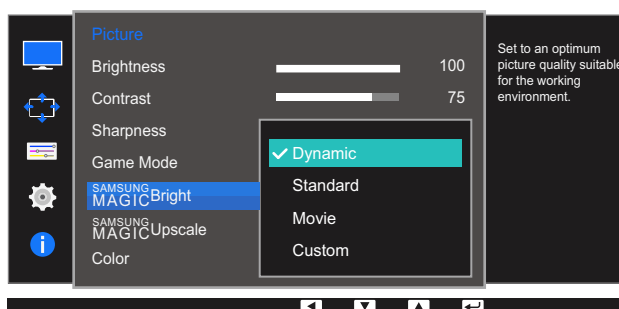 Picture
Brightness 100
Contrast 75
Sharpness
Game Mode
SAMSUNG
MAGICBright
SAMSUNG
MAGICUpscale
Color
Dynamic
Standard
Movie
Custom
Set to an optimum
picture quality suitable
for the working
environment.